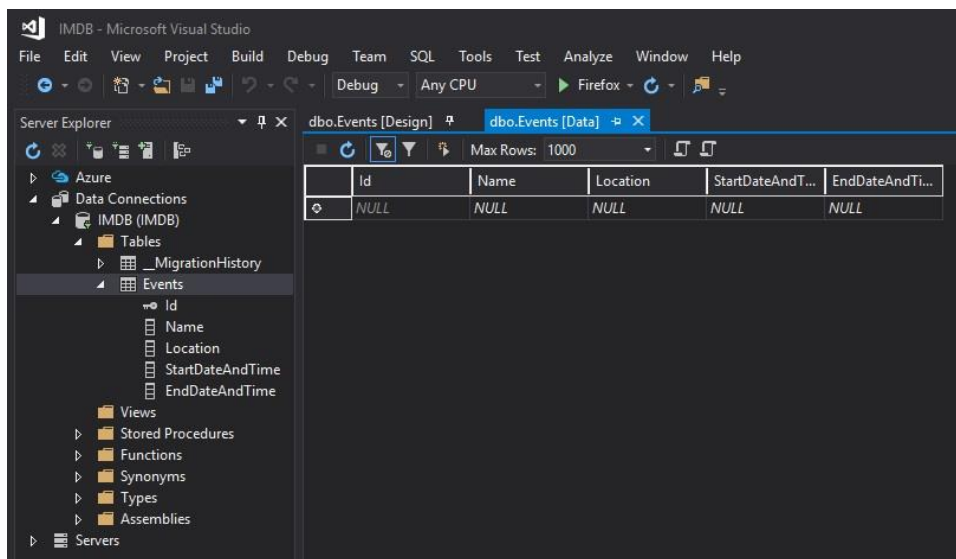 IMDB - Microsoft Visual Studio
File Edit View Project Build Debug Team SQL Tools Test Analyze Window Help
Debug Any CPU Firefox
Server Explorer
dbo.Events [Design] dbo.Events [Data]
Max Rows: 1000
Azure
Data Connections
IMDB (IMDB)
Tables
__MigrationHistory
Events
Id
Name
Location
StartDateAndTime
EndDateAndTime
Views
Stored Procedures
Functions
Synonyms
Types
Assemblies
Servers
Id Name Location StartDateAndT... EndDateAndTi...
NULL NULL NULL NULL NULL